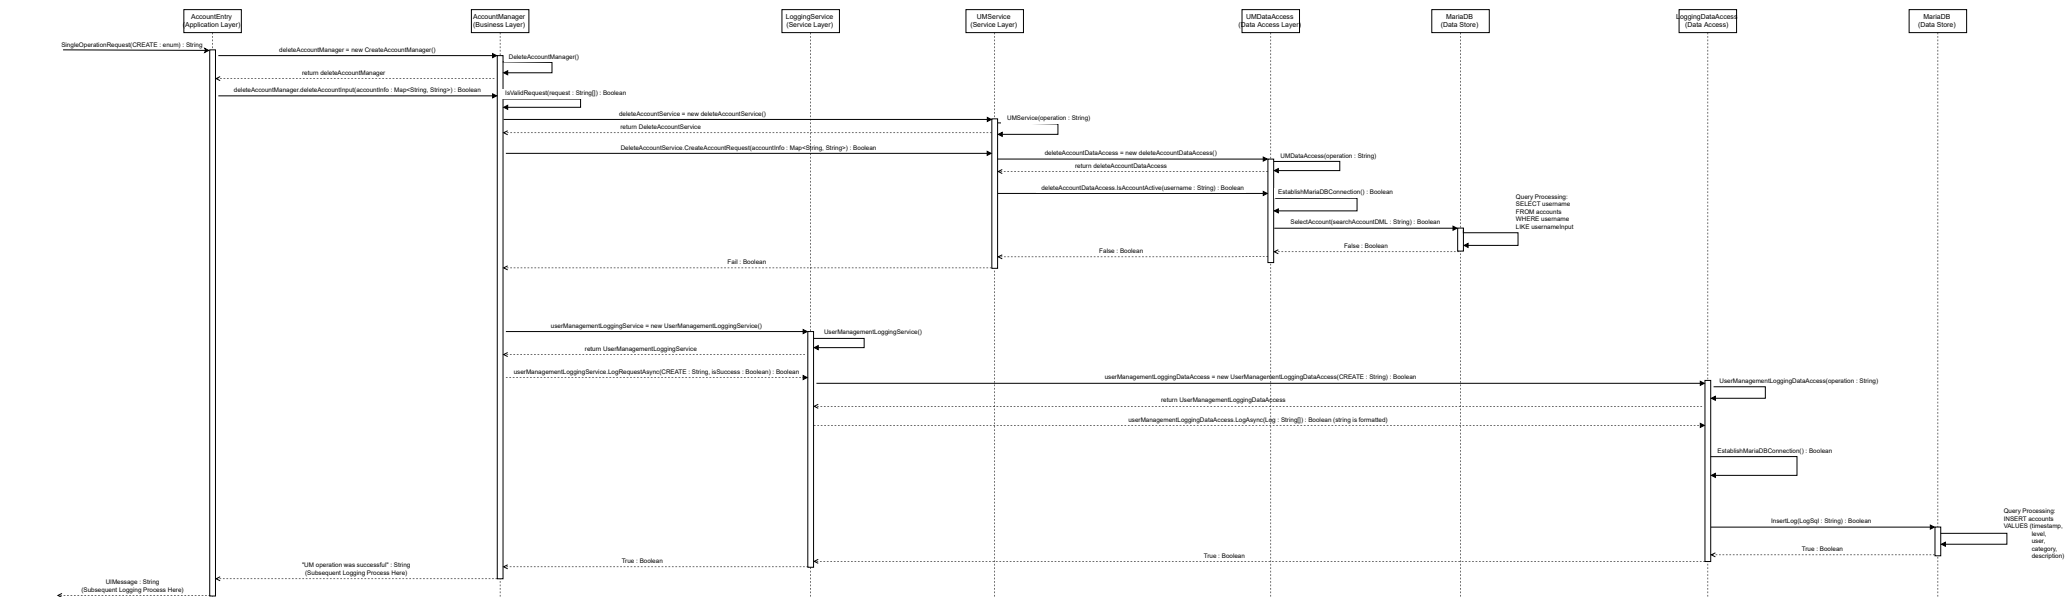 AccountEntry
(Application Layer)
AccountManager
(Business Layer)
LoggingService
(Service Layer)
UMService
(Service Layer)
UMDataAccess
(Data Access Layer)
MariaDB
(Data Store)
LoggingDataAccess
(Data Access)
MariaDB
(Data Store)
SingleOperationRequest(CREATE : enum) : String
deleteAccountManager = new CreateAccountManager()
DeleteAccountManager()
return deleteAccountManager
deleteAccountManager.deleteAccountInput(accountInfo : Map<String, String>) : Boolean
IsValidRequest(request : String[]) : Boolean
deleteAccountService = new deleteAccountService()
UMService(operation : String)
return DeleteAccountService
DeleteAccountService.CreateAccountRequest(accountInfo : Map<String, String>) : Boolean
deleteAccountDataAccess = new deleteAccountDataAccess()
UMDataAccess(operation : String)
return deleteAccountDataAccess
deleteAccountDataAccess.IsAccountActive(username : String) : Boolean
EstablishMariaDBConnection() : Boolean
Query Processing:
SELECT username
FROM accounts
WHERE username
LIKE usernameInput
SelectAccount(searchAccountDML : String) : Boolean
False : Boolean
False : Boolean
Fail : Boolean
userManagementLoggingService = new UserManagementLoggingService()
UserManagementLoggingService()
return UserManagementLoggingService
userManagementLoggingService.LogRequestAsync(CREATE : String, isSuccess : Boolean) : Boolean
userManagementLoggingDataAccess = new UserManagementLoggingDataAccess(CREATE : String) : Boolean
UserManagementLoggingDataAccess(operation : String)
return UserManagementLoggingDataAccess
userManagementLoggingDataAccess.LogAsync(Log : String[]) : Boolean (string is formatted)
EstablishMariaDBConnection() : Boolean
InsertLog(LogSql : String) : Boolean
Query Processing:
INSERT accounts
VALUES (timestamp,
level,
user,
category,
description)
True : Boolean
True : Boolean
True : Boolean
"UM operation was successful" : String
(Subsequent Logging Process Here)
UIMessage : String
(Subsequent Logging Process Here)